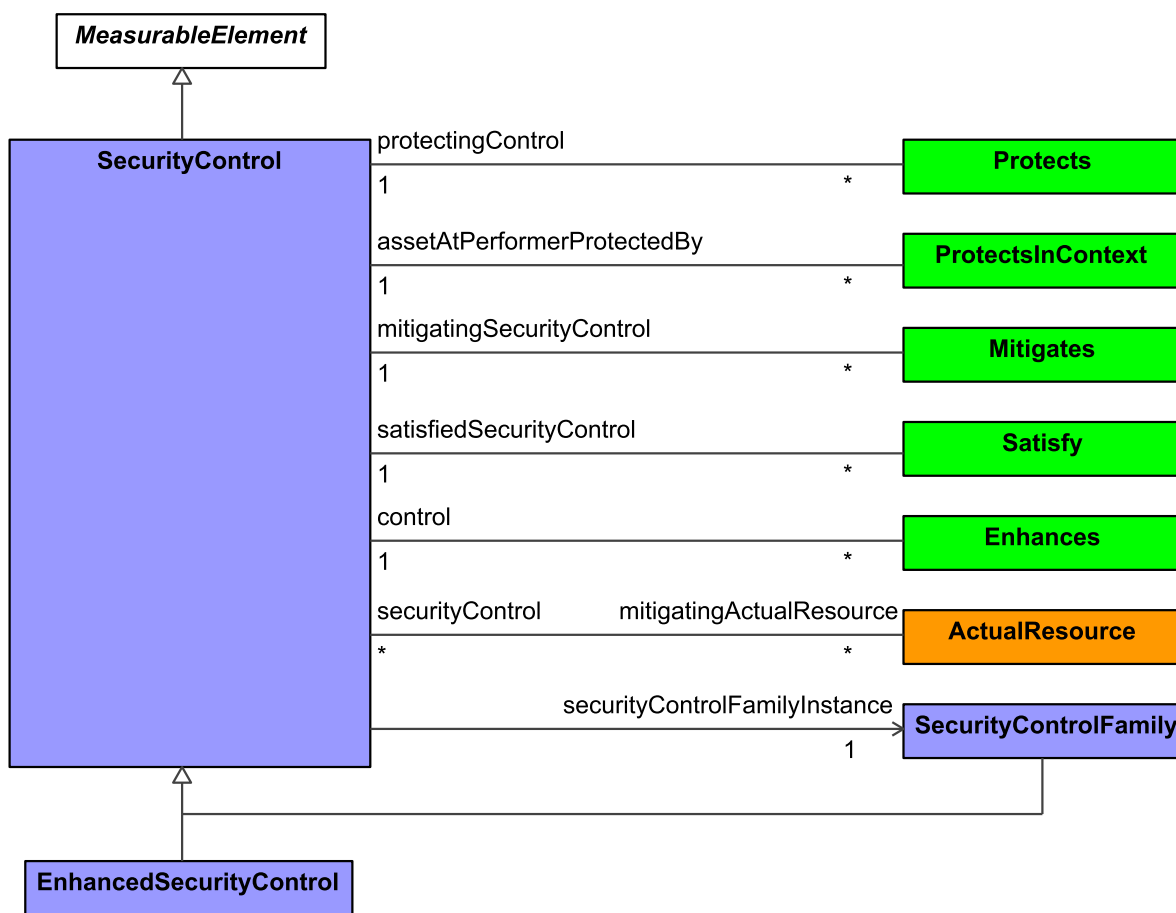 MeasurableElement
SecurityControl
protectingControl
1
*
Protects
assetAtPerformerProtectedBy
1
*
ProtectsInContext
mitigatingSecurityControl
1
*
Mitigates
satisfiedSecurityControl
1
*
Satisfy
control
1
*
Enhances
securityControl
mitigatingActualResource
*
*
ActualResource
securityControlFamilyInstance
1
SecurityControlFamily
EnhancedSecurityControl